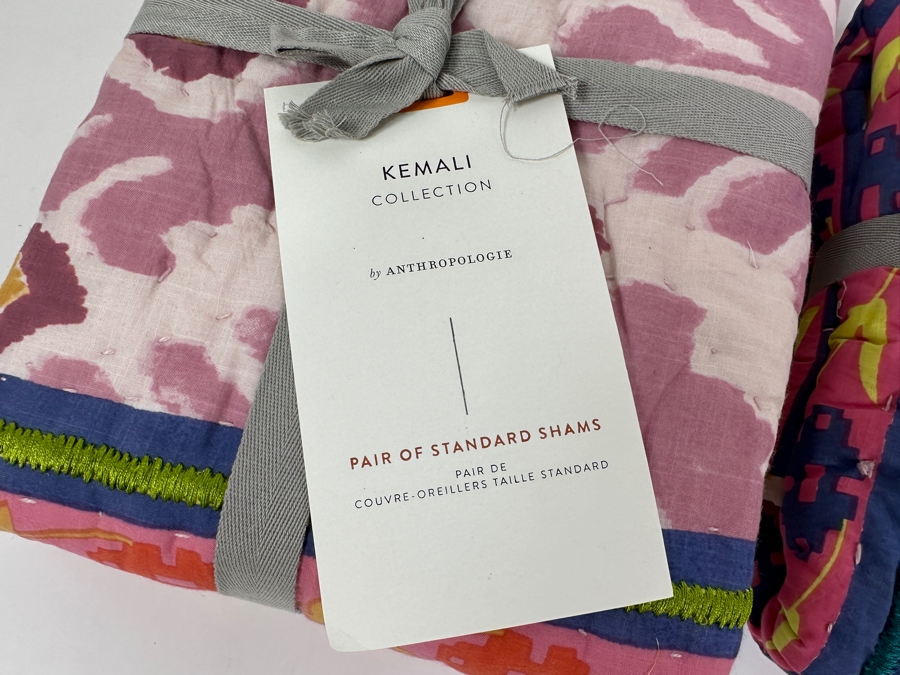 KEMALI
COLLECTION
by ANTHROPOLOGIE
PAIR OF STANDARD SHAMS
PAIR DE
COUVRE-OREILLERS TAILLE STANDARD